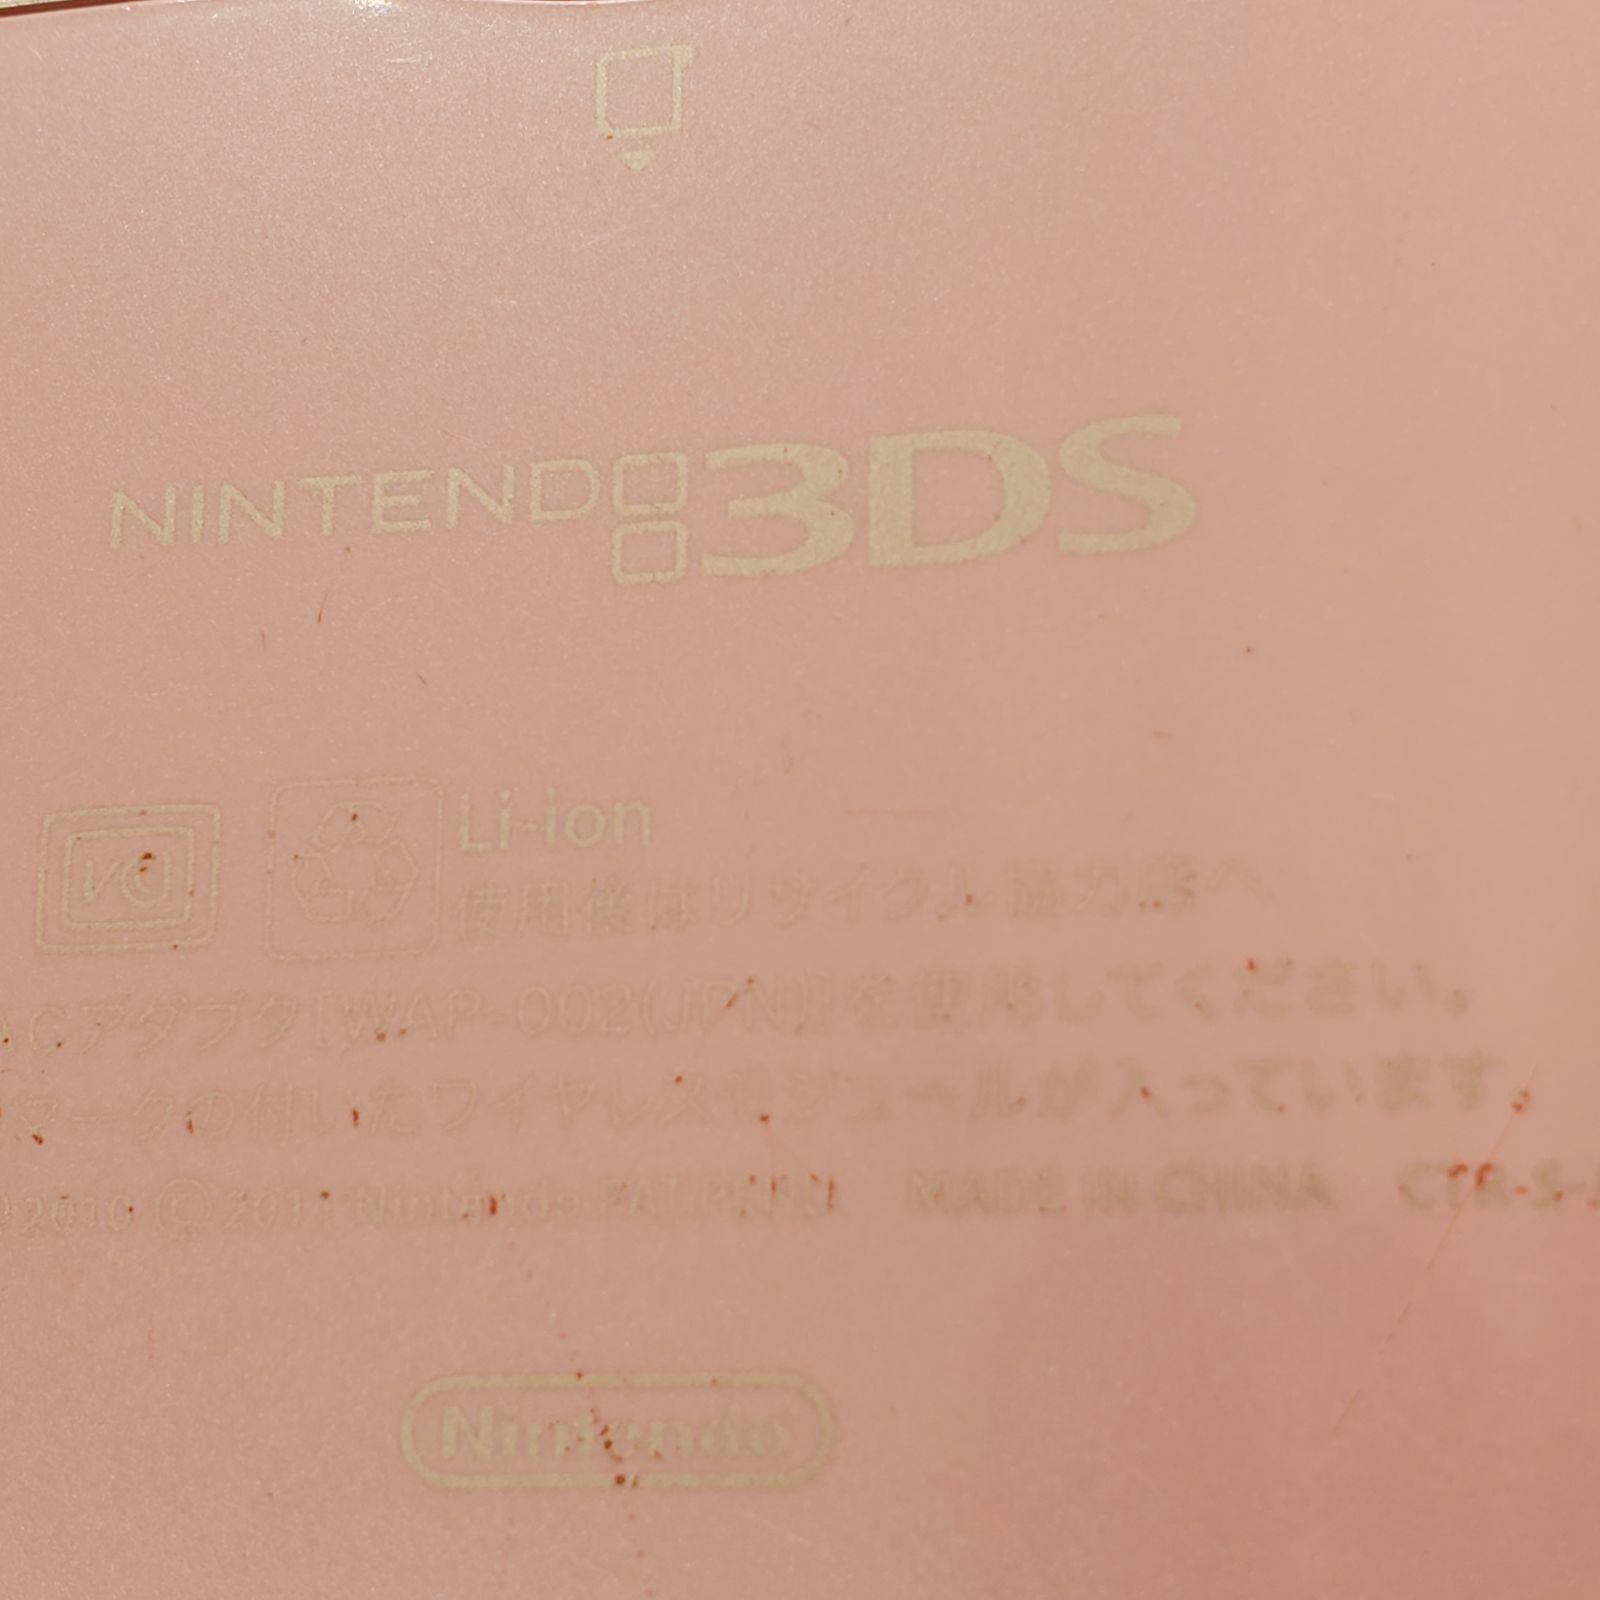 NINTENDO 3DS
Li-ion
使用後はリサイクル協力店へ
ACアダプタ[WAP-002(JPN)]を使用してください。
マークの付いたワイヤレスモジュールが入っています。
2010 ©2011 Nintendo PAT.PEND. MADE IN CHINA CTR-S-
Nintendo